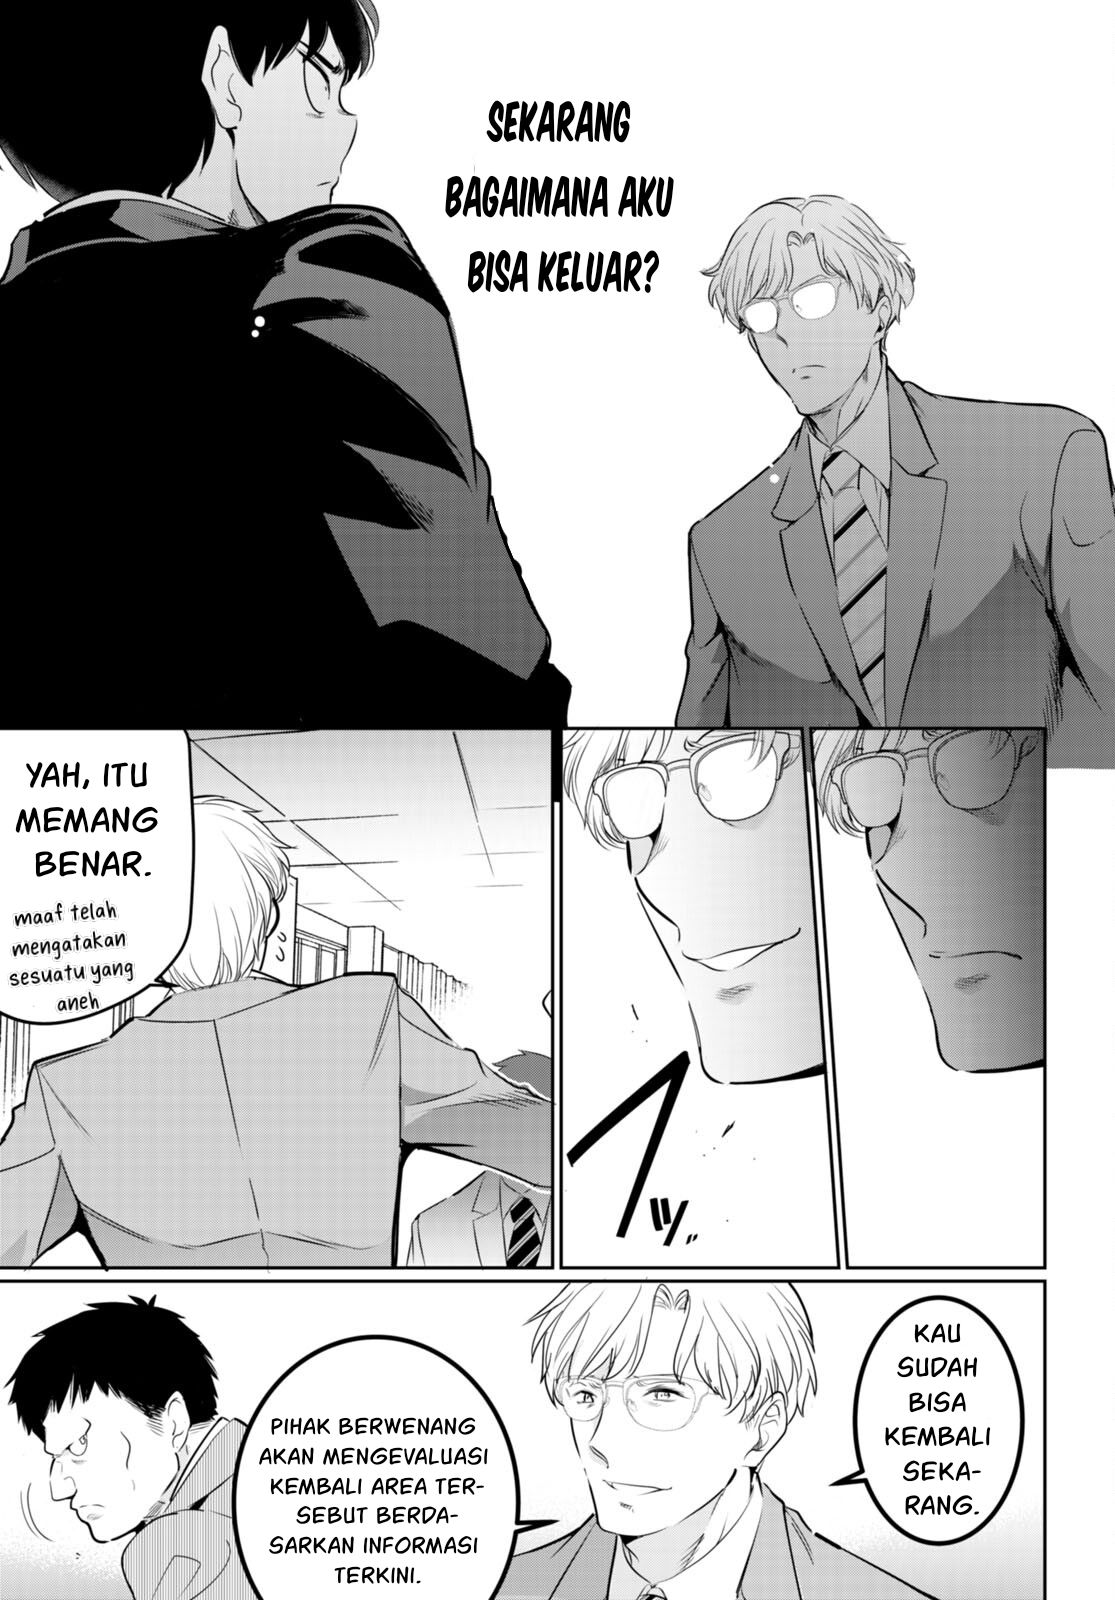 SEKARANG
BAGAIMANA AKU
BISA KELUAR?
YAH, ITU
MEMANG
BENAR.
maaf telah
mengatakan
sesuatu yang
aneh
KAU
SUDAH
BISA
KEMBALI
SEKA-
RANG.
PIHAK BERWENANG
AKAN MENGEVALUASI
KEMBALI AREA TER-
SEBUT BERDA-
SARKAN INFORMASI
TERKINI.